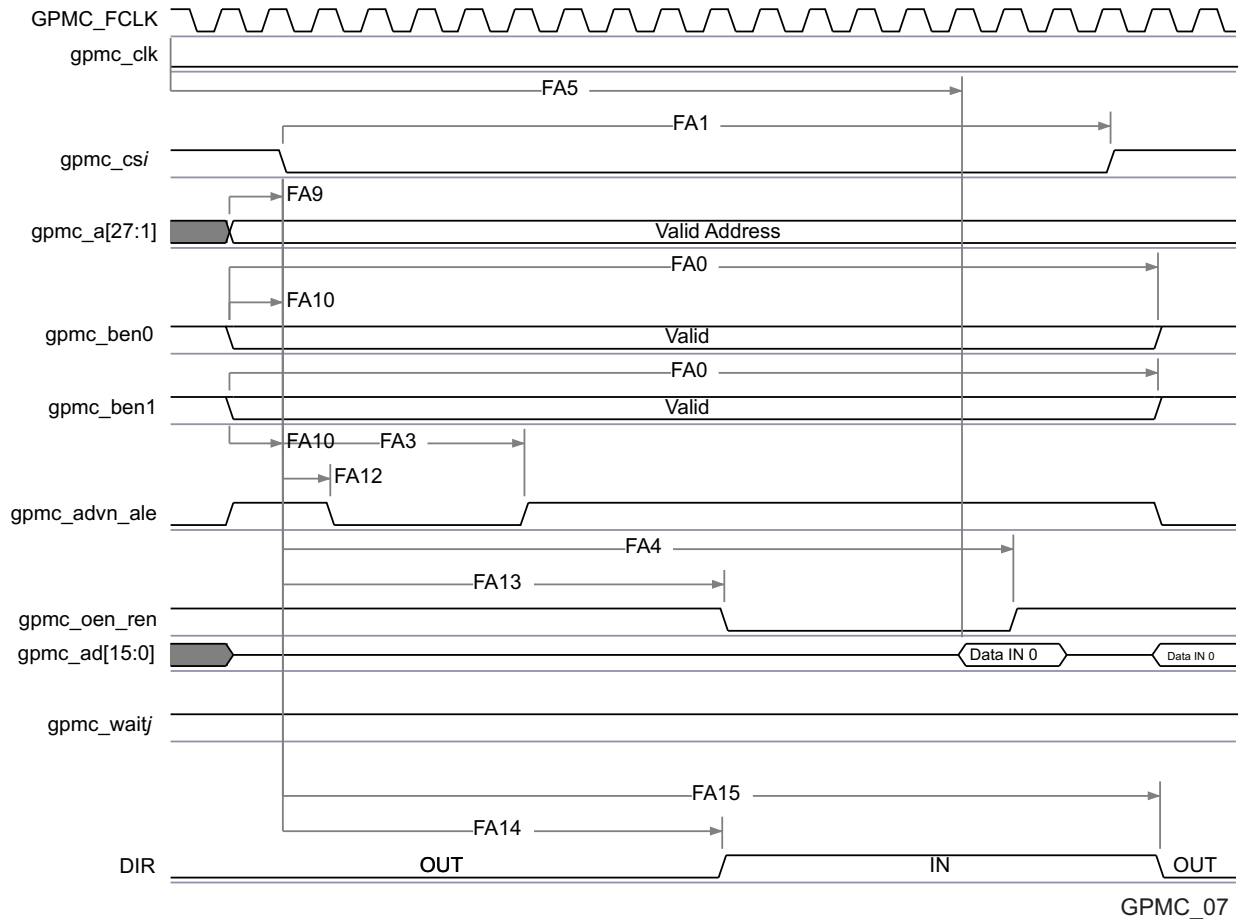 GPMC_FCLK
gpmc_clk
FA5
FA1
gpmc_csi
FA9
gpmc_a[27:1] Valid Address
FA0
FA10
gpmc_ben0 Valid
FA0
gpmc_ben1 Valid
FA10 FA3
FA12
gpmc_advn_ale
FA4
FA13
gpmc_oen_ren
gpmc_ad[15:0] Data IN 0 Data IN 0
gpmc_waitj
FA15
FA14
DIR OUT IN OUT
GPMC_07